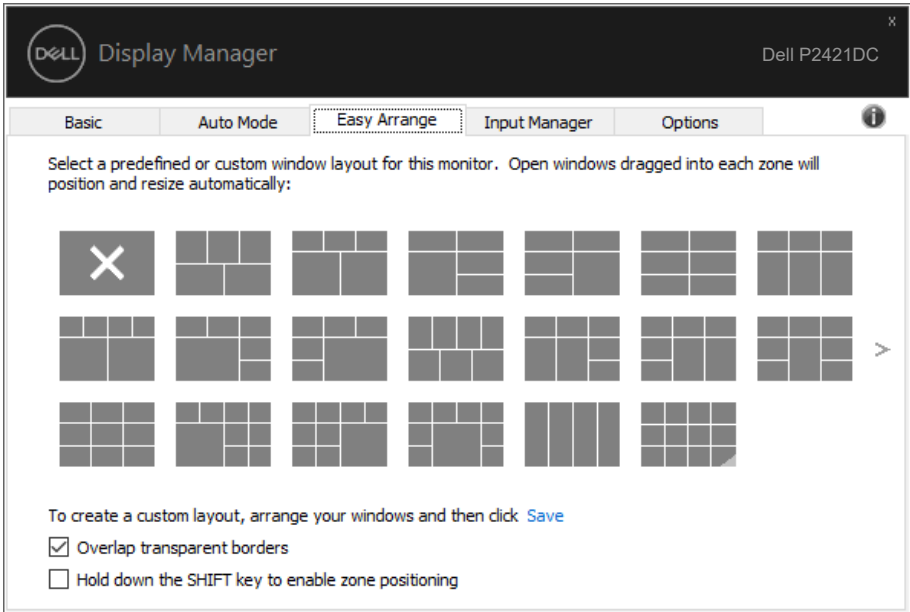 x
DELL Display Manager
Dell P2421DC
Basic Auto Mode Easy Arrange Input Manager Options
Select a predefined or custom window layout for this monitor. Open windows dragged into each zone will
position and resize automatically:
>
To create a custom layout, arrange your windows and then click Save
Overlap transparent borders
Hold down the SHIFT key to enable zone positioning